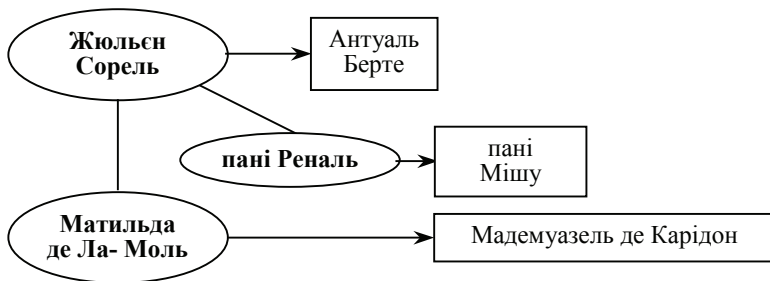 Жюльєн
Сорель
Антуаль
Берте
пані Реналь
пані
Мішу
Матильда
де Ла- Моль
Мадемуазель де Карідон